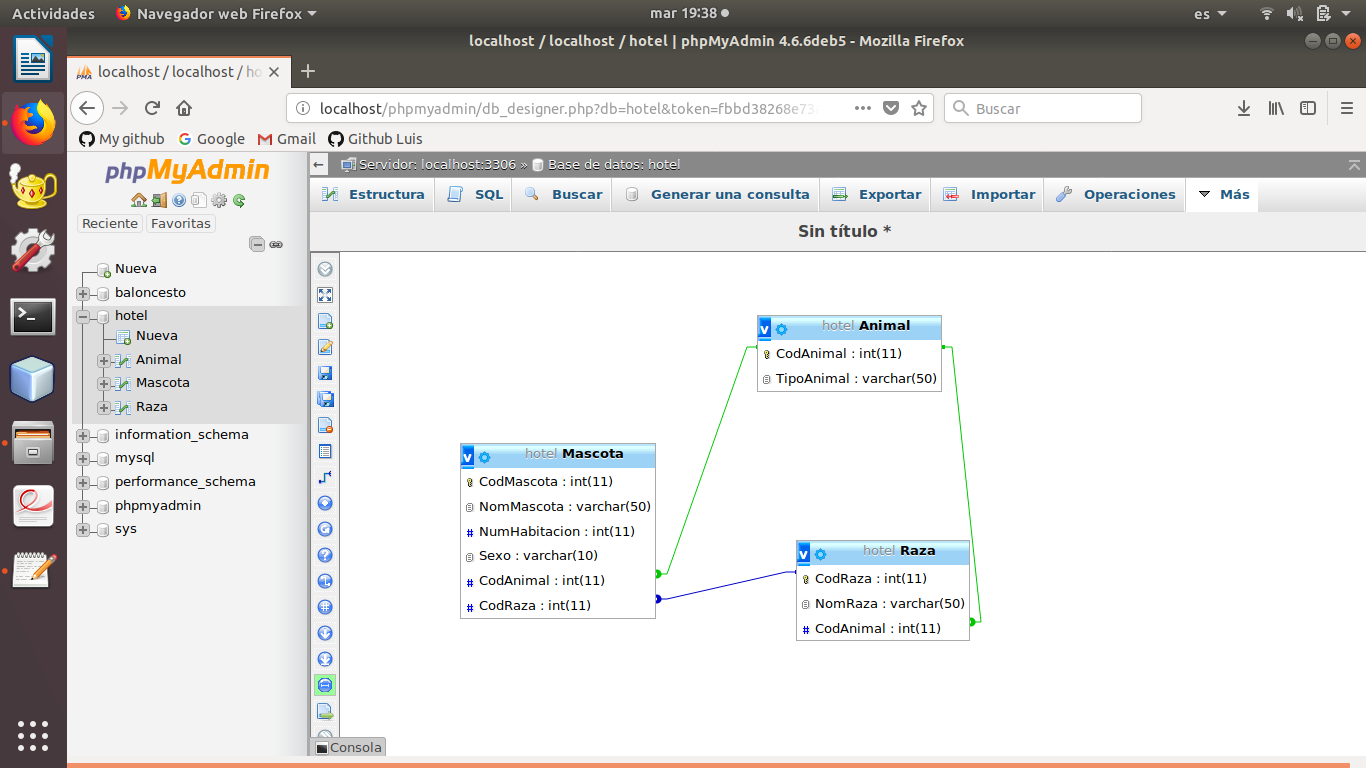 Actividades Navegador web Firefox mar 19:38 es
localhost / localhost / hotel | phpMyAdmin 4.6.6deb5 - Mozilla Firefox
PMA localhost / localhost / ho
localhost/phpmyadmin/db_designer.php?db=hotel&token=fbbd38268e73 Buscar
My github Google Gmail Github Luis
phpMyAdmin
Reciente Favoritas
Nueva
baloncesto
hotel
Nueva
Animal
Mascota
Raza
information_schema
mysql
performance_schema
phpmyadmin
sys
Servidor: localhost:3306 » Base de datos: hotel
Estructura SQL Buscar Generar una consulta Exportar Importar Operaciones Más
Sin título *
v hotel Animal
CodAnimal : int(11)
TipoAnimal : varchar(50)
v hotel Mascota
CodMascota : int(11)
NomMascota : varchar(50)
# NumHabitacion : int(11)
Sexo : varchar(10)
# CodAnimal : int(11)
# CodRaza : int(11)
v hotel Raza
CodRaza : int(11)
NomRaza : varchar(50)
# CodAnimal : int(11)
Consola